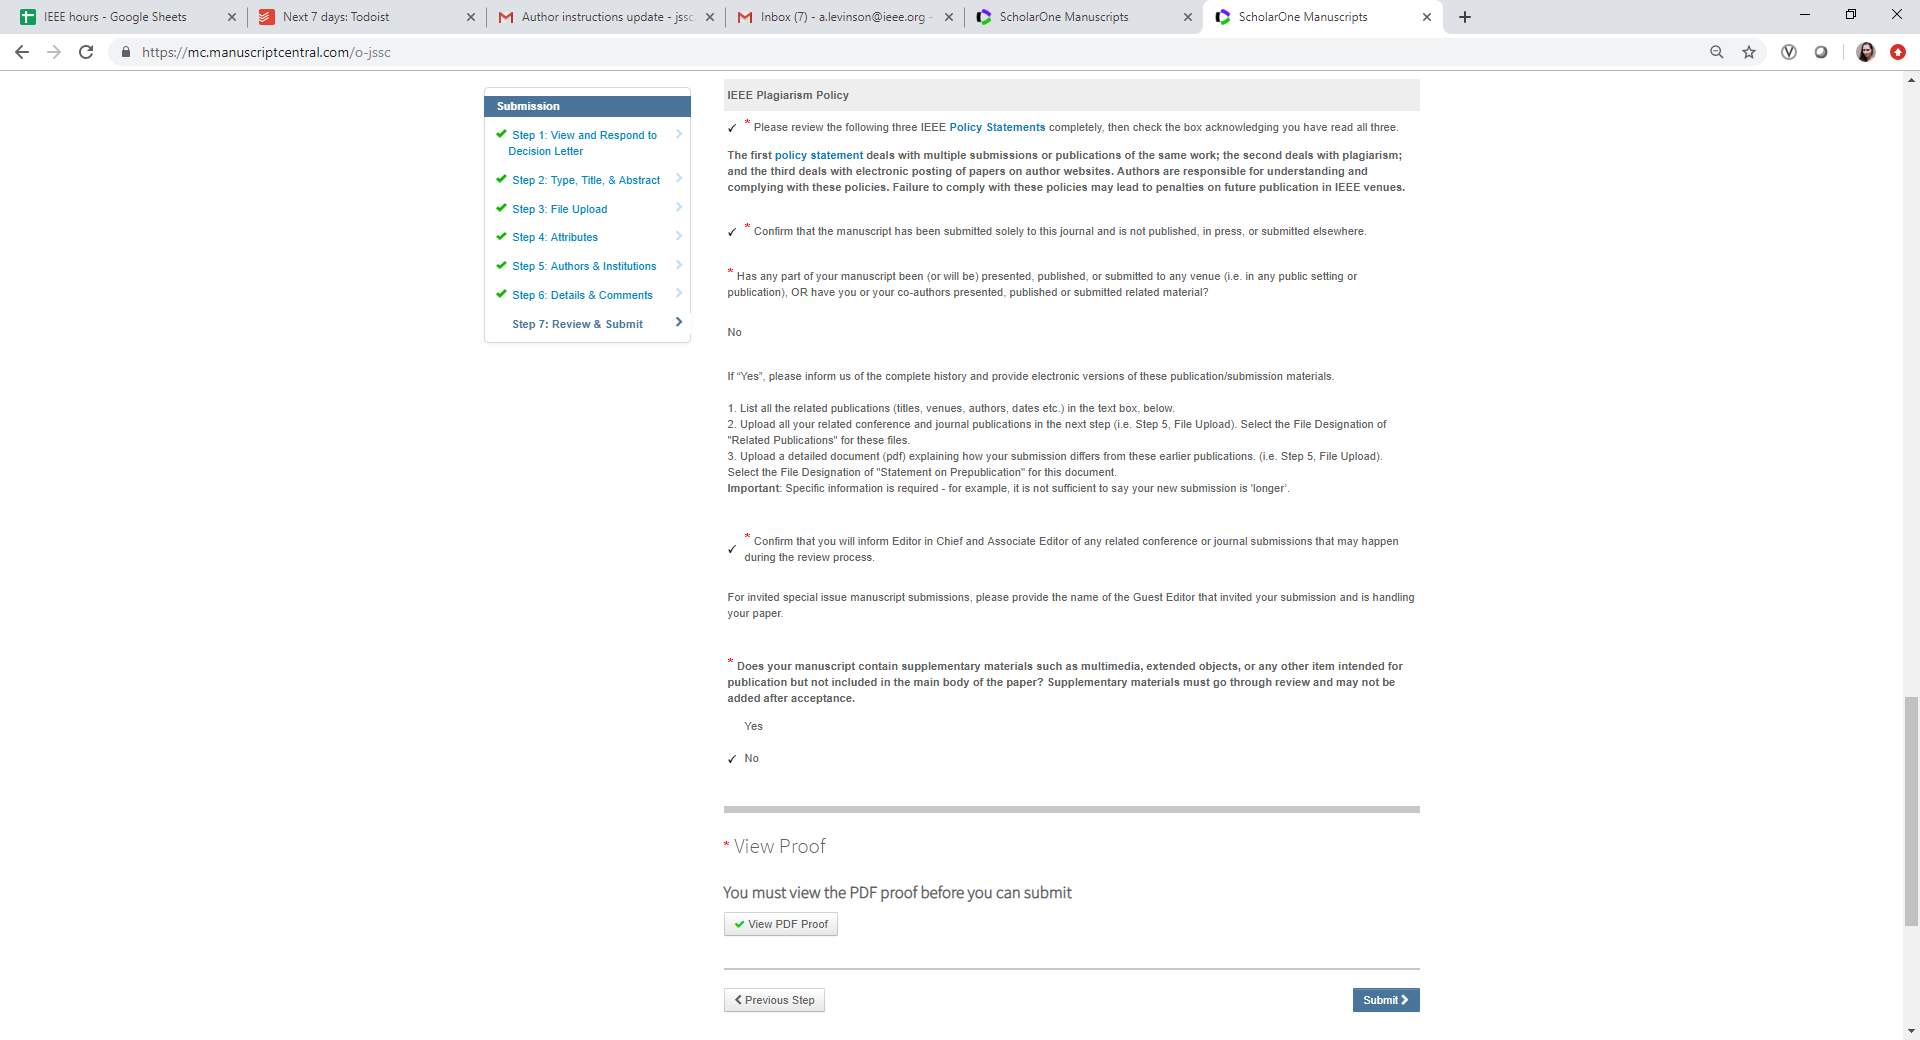 IEEE hours - Google Sheets
Next 7 days: Todoist
Author instructions update - jssc
Inbox (7) - a.levinson@ieee.org -
ScholarOne Manuscripts
ScholarOne Manuscripts
https://mc.manuscriptcentral.com/o-jssc
Submission
Step 1: View and Respond to
Decision Letter
Step 2: Type, Title, & Abstract
Step 3: File Upload
Step 4: Attributes
Step 5: Authors & Institutions
Step 6: Details & Comments
Step 7: Review & Submit
IEEE Plagiarism Policy
* Please review the following three IEEE Policy Statements completely, then check the box acknowledging you have read all three.
The first policy statement deals with multiple submissions or publications of the same work; the second deals with plagiarism;
and the third deals with electronic posting of papers on author websites. Authors are responsible for understanding and
complying with these policies. Failure to comply with these policies may lead to penalties on future publication in IEEE venues.
* Confirm that the manuscript has been submitted solely to this journal and is not published, in press, or submitted elsewhere.
* Has any part of your manuscript been (or will be) presented, published, or submitted to any venue (i.e. in any public setting or
publication), OR have you or your co-authors presented, published or submitted related material?
No
If “Yes”, please inform us of the complete history and provide electronic versions of these publication/submission materials.
1. List all the related publications (titles, venues, authors, dates etc.) in the text box, below.
2. Upload all your related conference and journal publications in the next step (i.e. Step 5, File Upload). Select the File Designation of
"Related Publications" for these files.
3. Upload a detailed document (pdf) explaining how your submission differs from these earlier publications. (i.e. Step 5, File Upload).
Select the File Designation of "Statement on Prepublication" for this document.
Important: Specific information is required - for example, it is not sufficient to say your new submission is 'longer'.
* Confirm that you will inform Editor in Chief and Associate Editor of any related conference or journal submissions that may happen
during the review process.
For invited special issue manuscript submissions, please provide the name of the Guest Editor that invited your submission and is handling
your paper.
* Does your manuscript contain supplementary materials such as multimedia, extended objects, or any other item intended for
publication but not included in the main body of the paper? Supplementary materials must go through review and may not be
added after acceptance.
Yes
No
* View Proof
You must view the PDF proof before you can submit
View PDF Proof
Previous Step
Submit